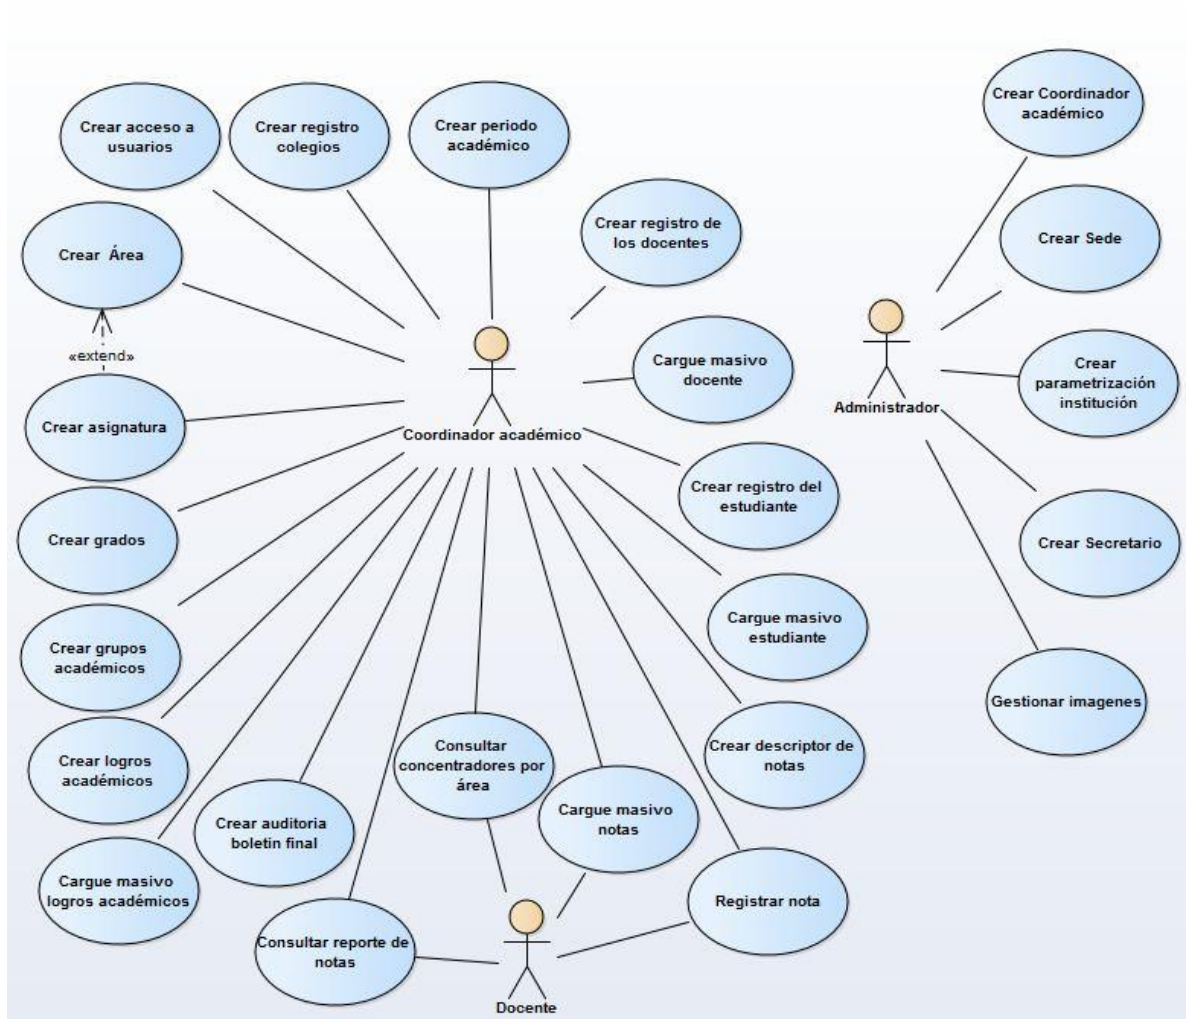 Crear Coordinador
académico
Crear acceso a
usuarios
Crear registro
colegios
Crear periodo
académico
Crear registro de
los docentes
Crear Sede
Crear  Área
«extend»
Cargue masivo
docente
Crear
parametrización
institución
Administrador
Crear asignatura
Coordinador académico
Crear registro del
estudiante
Crear grados
Crear Secretario
Cargue masivo
estudiante
Crear grupos
académicos
Gestionar imagenes
Crear logros
académicos
Consultar
concentradores por
área
Crear descriptor de
notas
Crear auditoria
boletin final
Cargue masivo
notas
Cargue masivo
logros académicos
Registrar nota
Consultar reporte de
notas
Docente